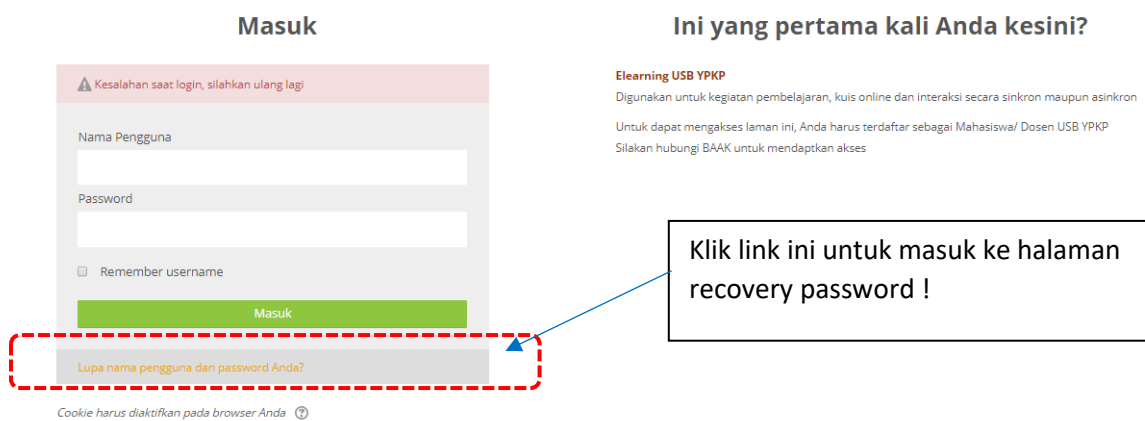 Masuk
Kesalahan saat login, silahkan ulang lagi
Nama Pengguna
Password
Remember username
Masuk
Lupa nama pengguna dan password Anda?
Cookie harus diaktifkan pada browser Anda
Ini yang pertama kali Anda kesini?
Elearning USB YPKP
Digunakan untuk kegiatan pembelajaran, kuis online dan interaksi secara sinkron maupun asinkron
Untuk dapat mengakses laman ini, Anda harus terdaftar sebagai Mahasiswa/ Dosen USB YPKP
Silakan hubungi BAAK untuk mendaptkan akses
Klik link ini untuk masuk ke halaman
recovery password !